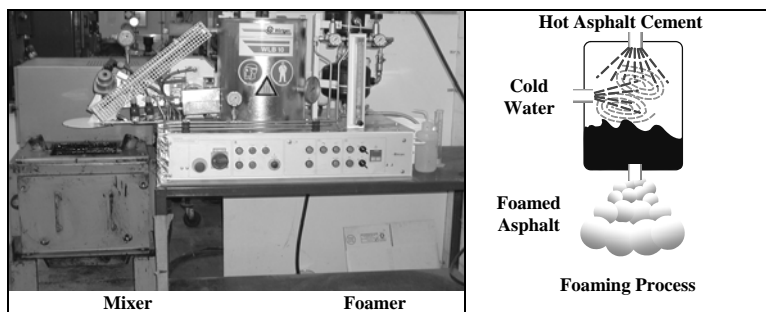 WLB 10
Mixer
Foamer
Hot Asphalt Cement
Cold
Water
Foamed
Asphalt
Foaming Process